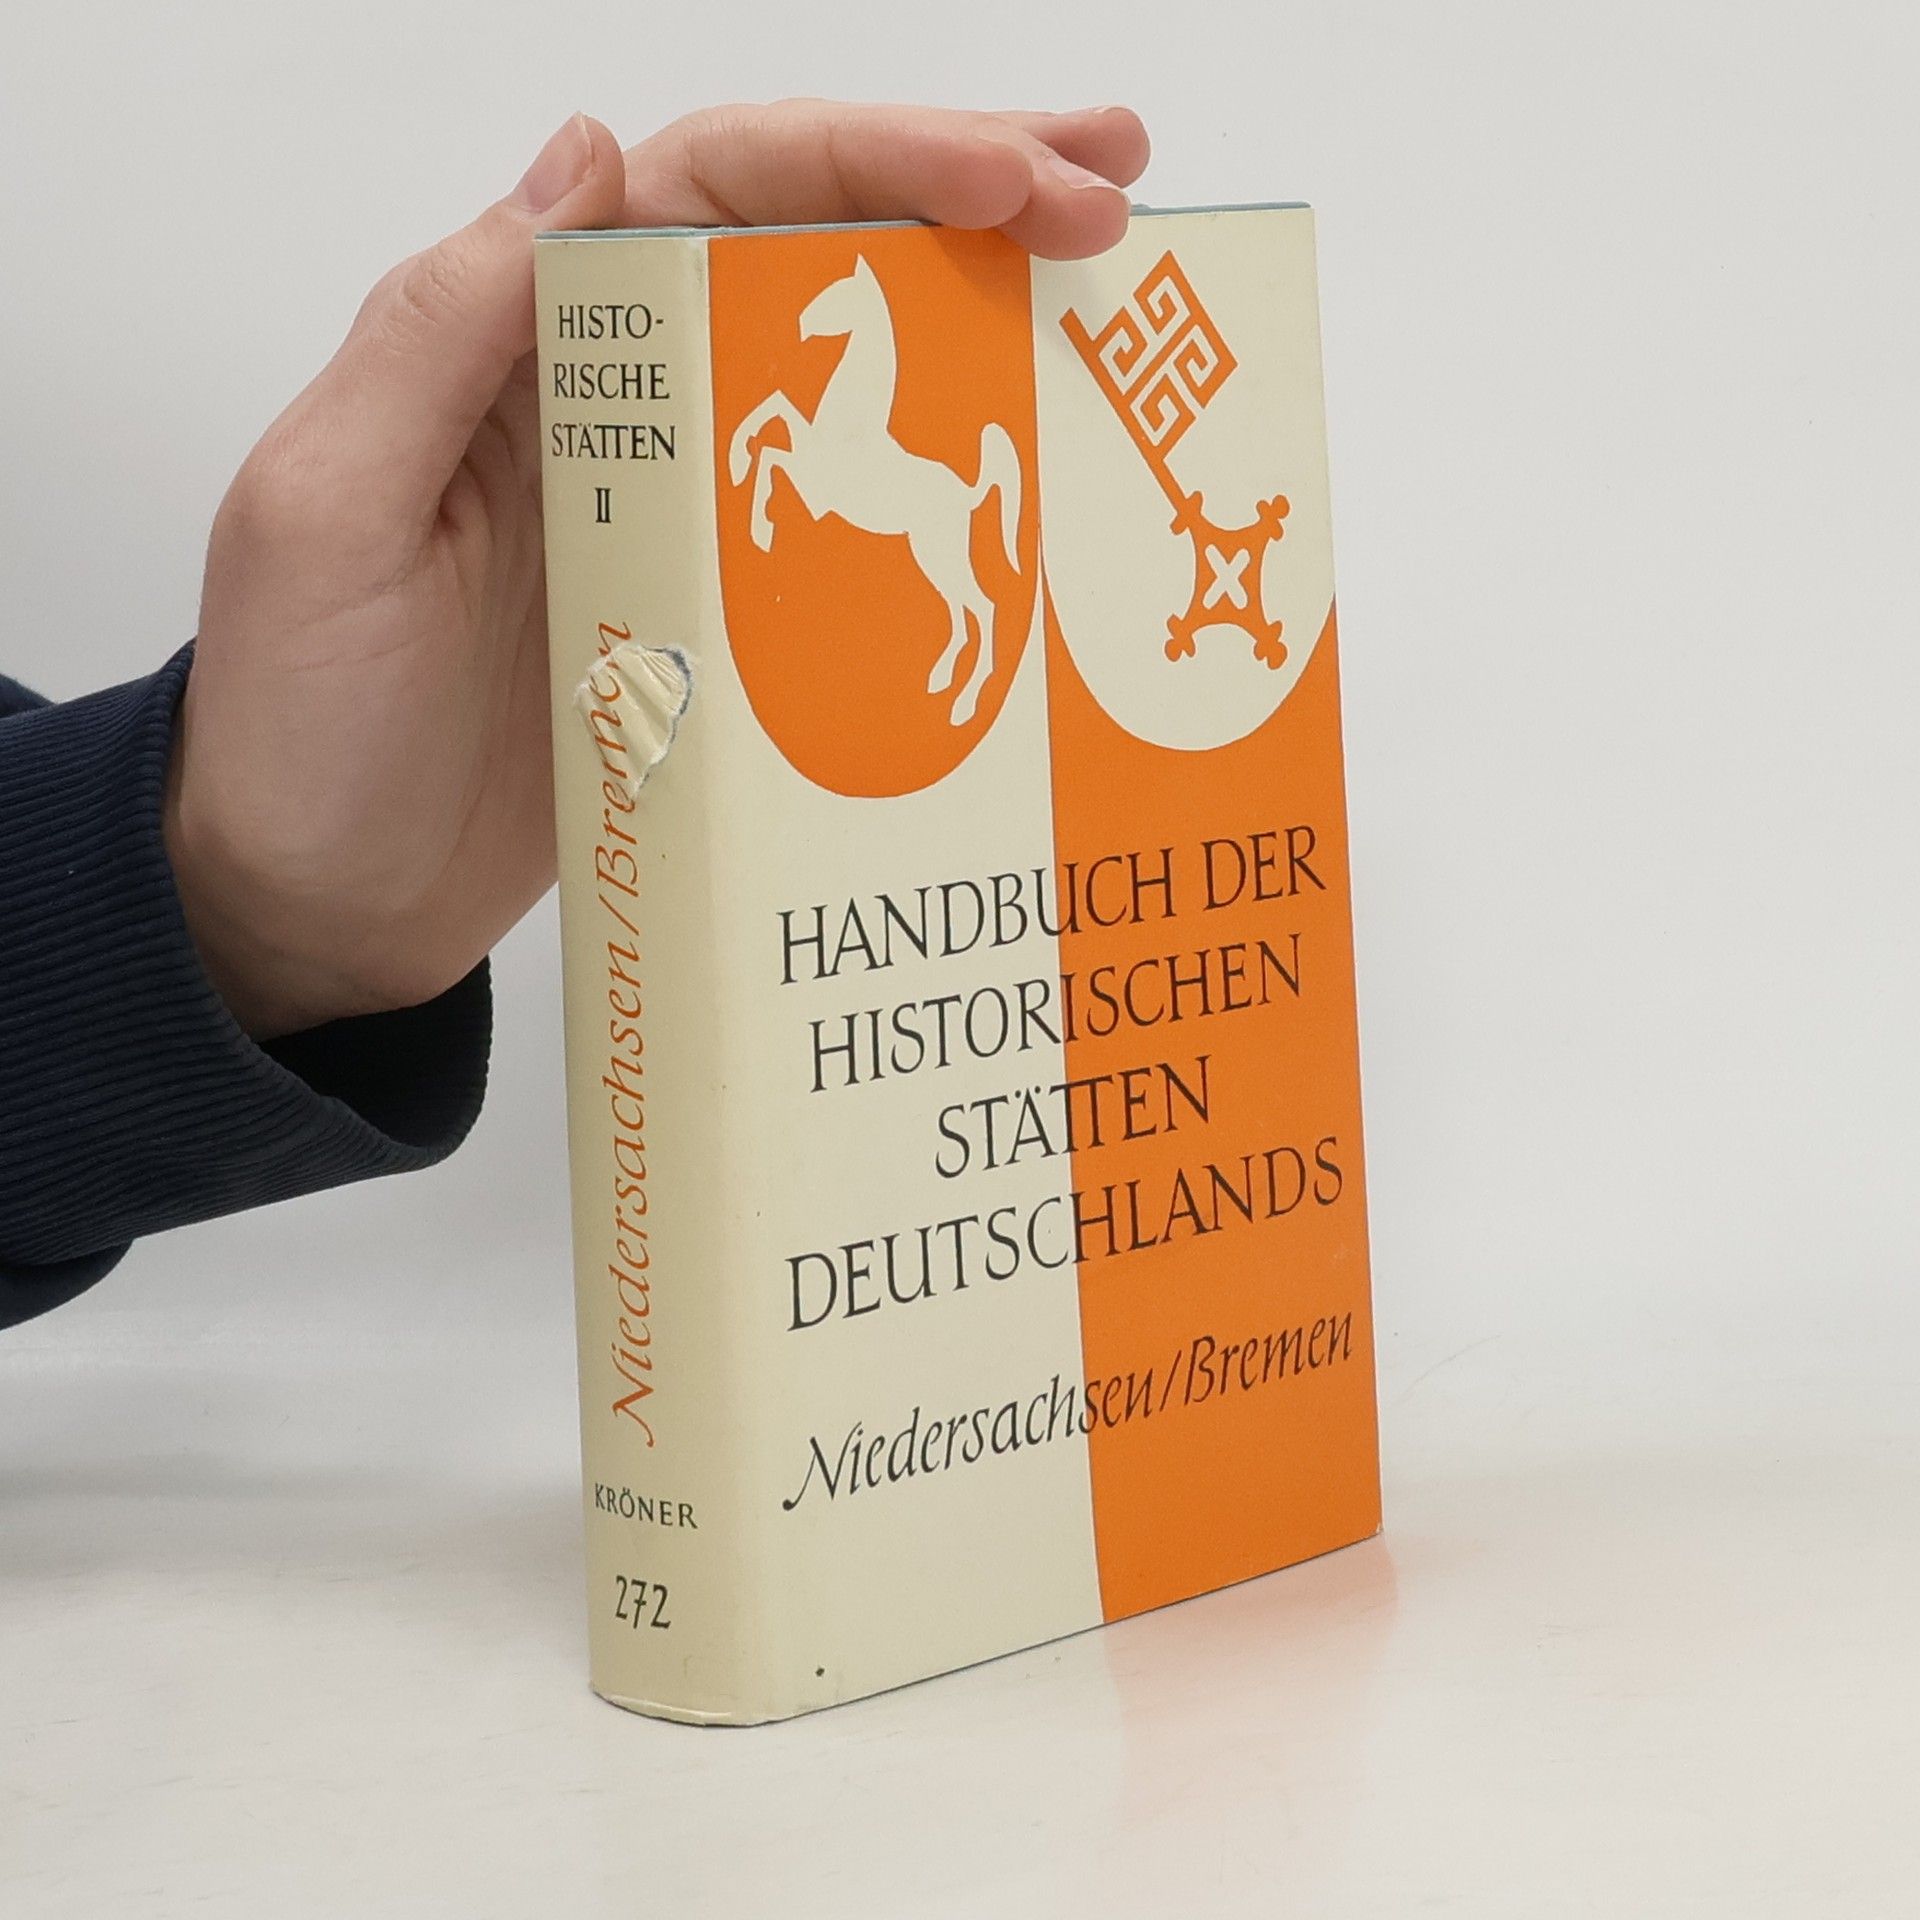 HISTO-
RISCHE
STÄTTEN
II
Niedersachsen/Bremen
KRÖNER
272
HANDBUCH DER
HISTORISCHEN
STÄTTEN
DEUTSCHLANDS
Niedersachsen/Bremen